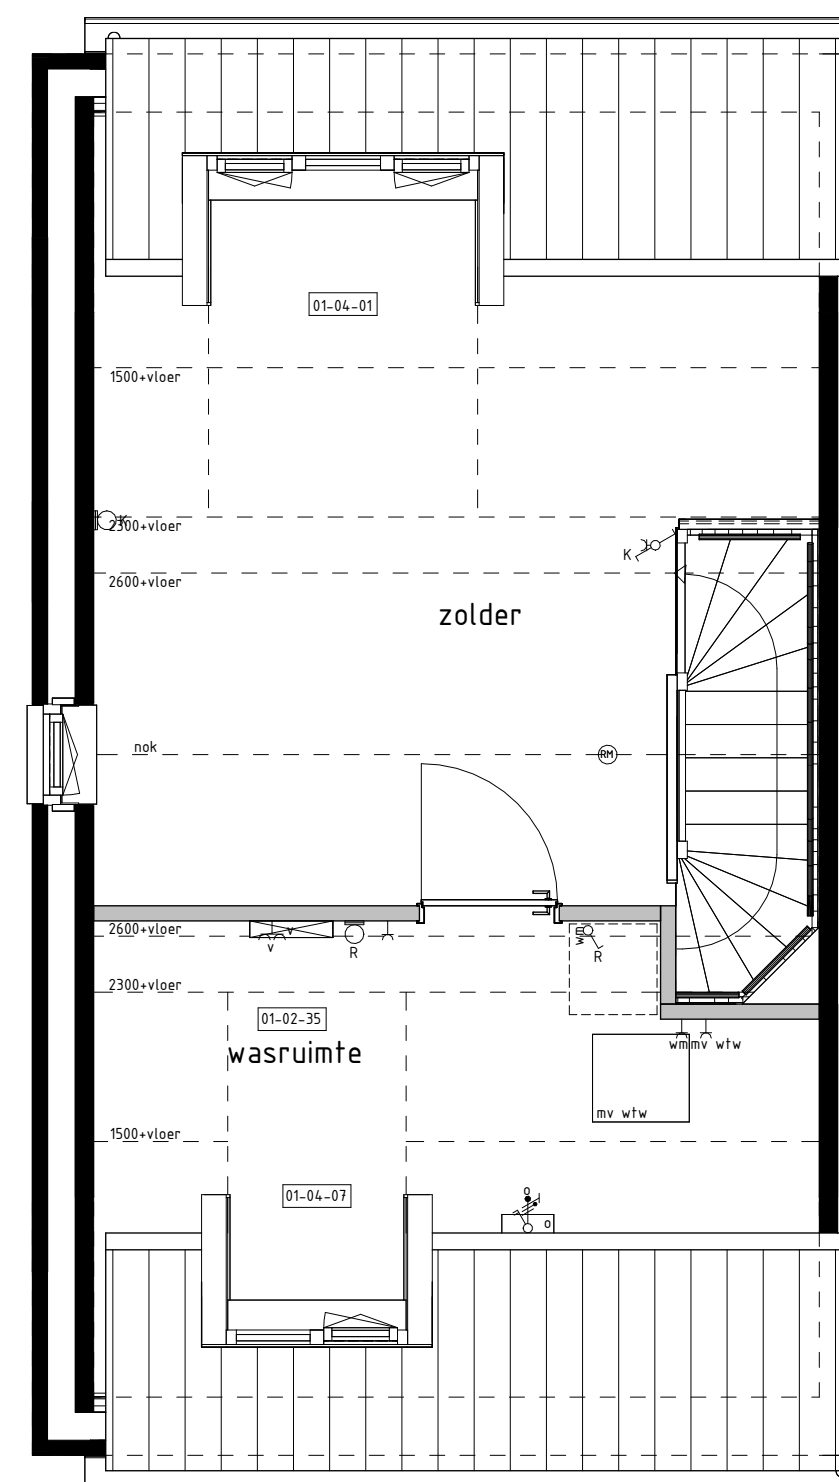 01-04-01
1500+vloer
K
2300+vloer
K
2600+vloer
zolder
nok
RM
2600+vloer
v
v
R
wm
R
2300+vloer
01-02-35
wasruimte
wm
mv wtw
mv wtw
1500+vloer
01-04-07
o
o